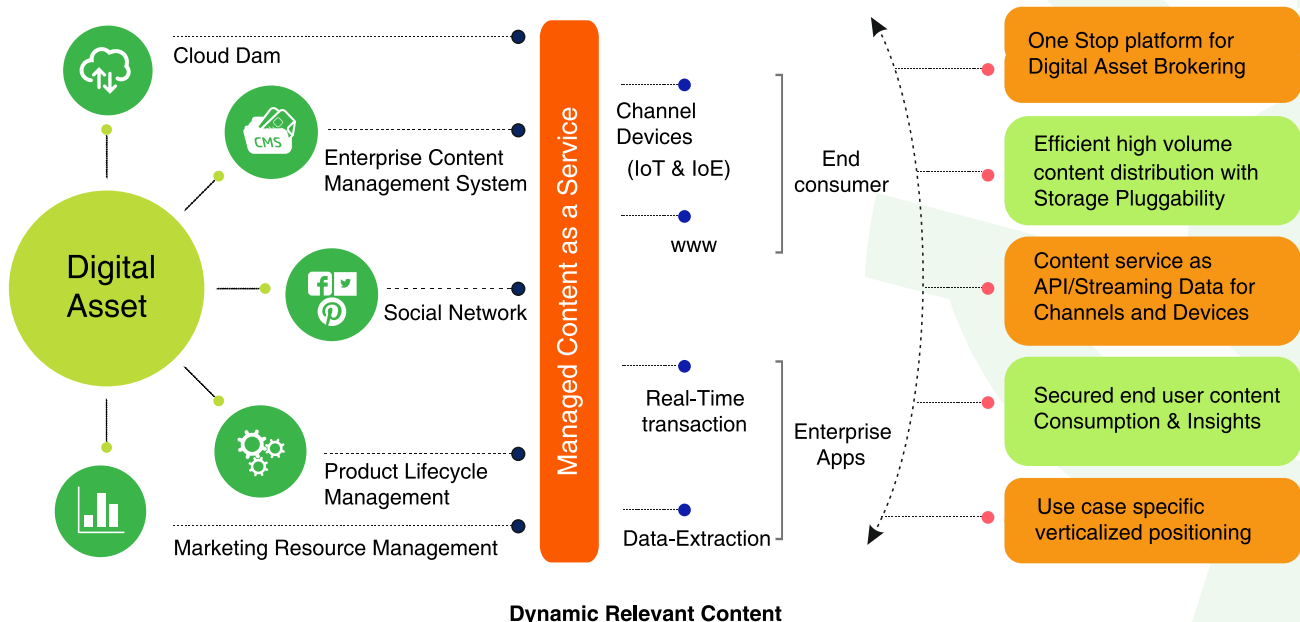 Cloud Dam
CMS
Enterprise Content
Management System
Digital
Asset
Social Network
Product Lifecycle
Management
Marketing Resource Management
Managed Content as a Service
Channel
Devices
(IoT & IoE)
www
End
consumer
Real-Time
transaction
Data-Extraction
Enterprise
Apps
One Stop platform for
Digital Asset Brokering
Efficient high volume
content distribution with
Storage Pluggability
Content service as
API/Streaming Data for
Channels and Devices
Secured end user content
Consumption & Insights
Use case specific
verticalized positioning
Dynamic Relevant Content